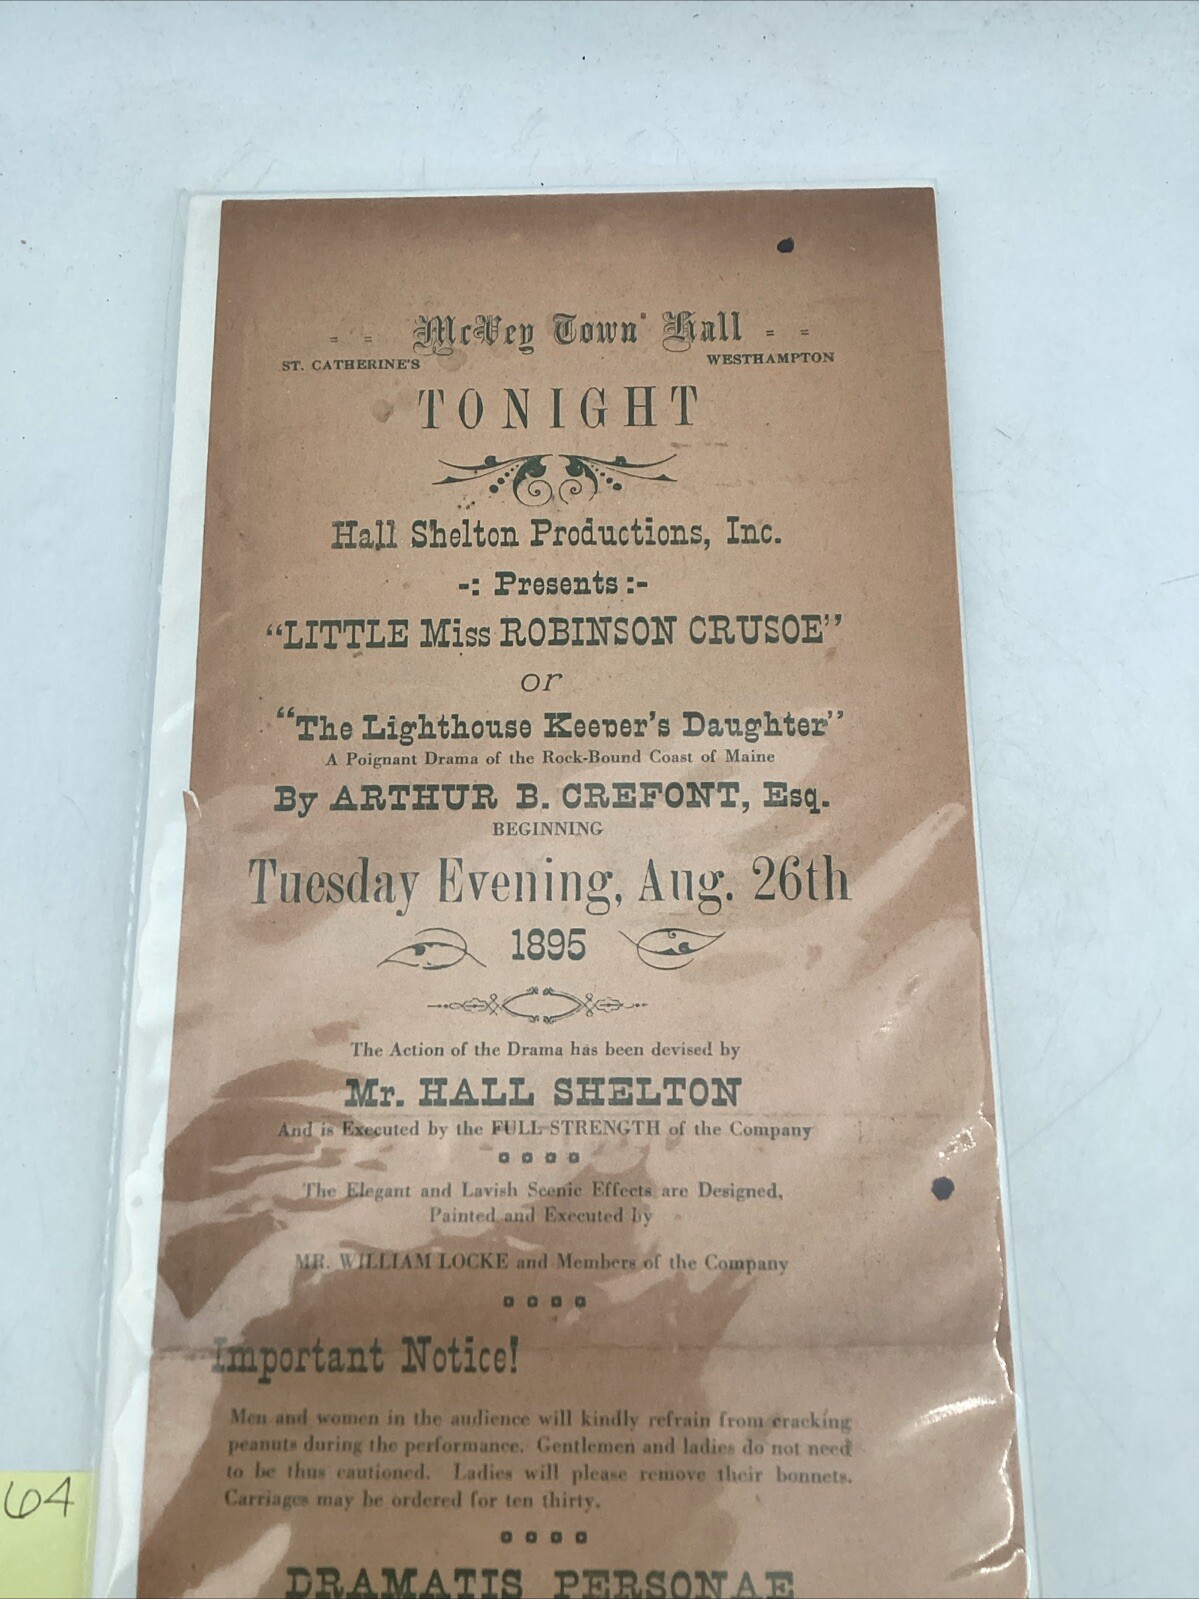 = = McVey Town Hall = =
ST. CATHERINE'S WESTHAMPTON
TONIGHT
Hall Shelton Productions, Inc.
-: Presents :-
"LITTLE Miss ROBINSON CRUSOE"
or
"The Lighthouse Keeper's Daughter"
A Poignant Drama of the Rock-Bound Coast of Maine
By ARTHUR B. CREFONT, Esq.
BEGINNING
Tuesday Evening, Aug. 26th
1895
The Action of the Drama has been devised by
Mr. HALL SHELTON
And is Executed by the FULL STRENGTH of the Company
The Elegant and Lavish Scenic Effects are Designed,
Painted and Executed by
MR. WILLIAM LOCKE and Members of the Company
Important Notice!
Men and women in the audience will kindly refrain from cracking
peanuts during the performance. Gentlemen and ladies do not need
to be thus cautioned. Ladies will please remove their bonnets.
Carriages may be ordered for ten thirty.
DRAMATIS PERSONAE
64